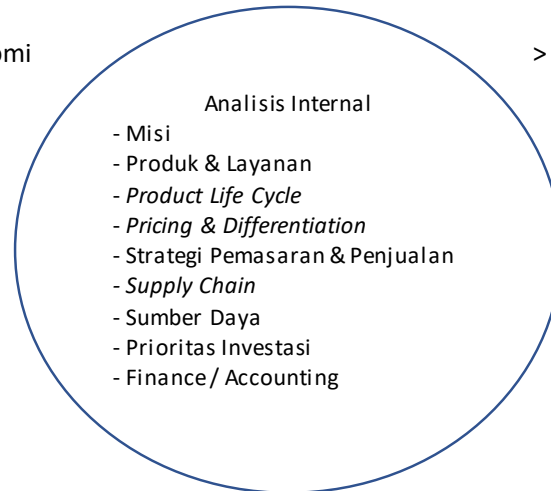 omi >
Analisis Internal
- Misi
- Produk & Layanan
- Product Life Cycle
- Pricing & Differentiation
- Strategi Pemasaran & Penjualan
- Supply Chain
- Sumber Daya
- Prioritas Investasi
- Finance / Accounting